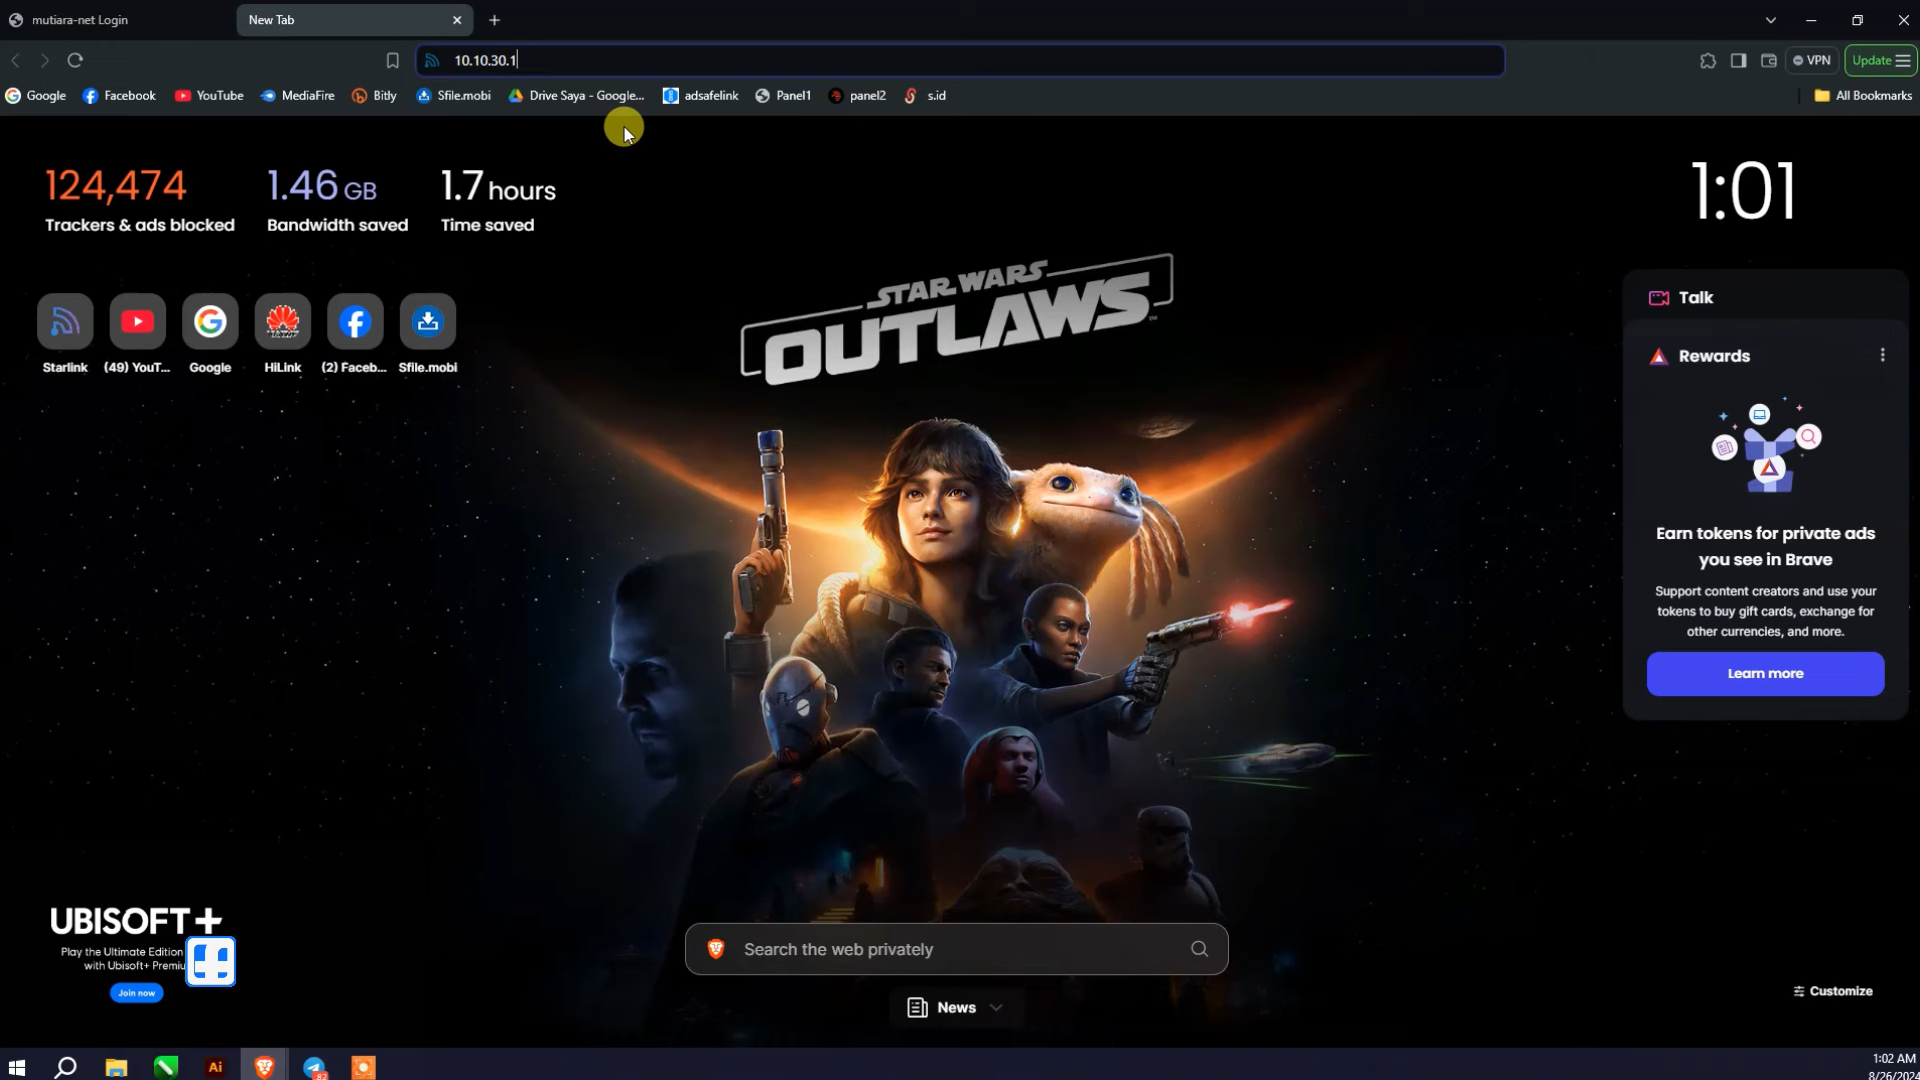 mutiara-net Login
New Tab
10.10.30.1
VPN
Update
Google
Facebook
YouTube
MediaFire
Bitly
Sfile.mobi
Drive Saya - Google...
adsafelink
Panel1
panel2
s.id
All Bookmarks
124,474
Trackers & ads blocked
1.46 GB
Bandwidth saved
1.7 hours
Time saved
1:01
Starlink
(49) YouT...
Google
HiLink
(2) Faceb...
Sfile.mobi
STAR WARS
OUTLAWS
Talk
Rewards
Earn tokens for private ads
you see in Brave
Support content creators and use your
tokens to buy gift cards, exchange for
other currencies, and more.
Learn more
UBISOFT+
Play the Ultimate Edition
with Ubisoft+ Premiu
Join now
Search the web privately
News
Customize
Ai
82
1:02 AM
8/26/2024